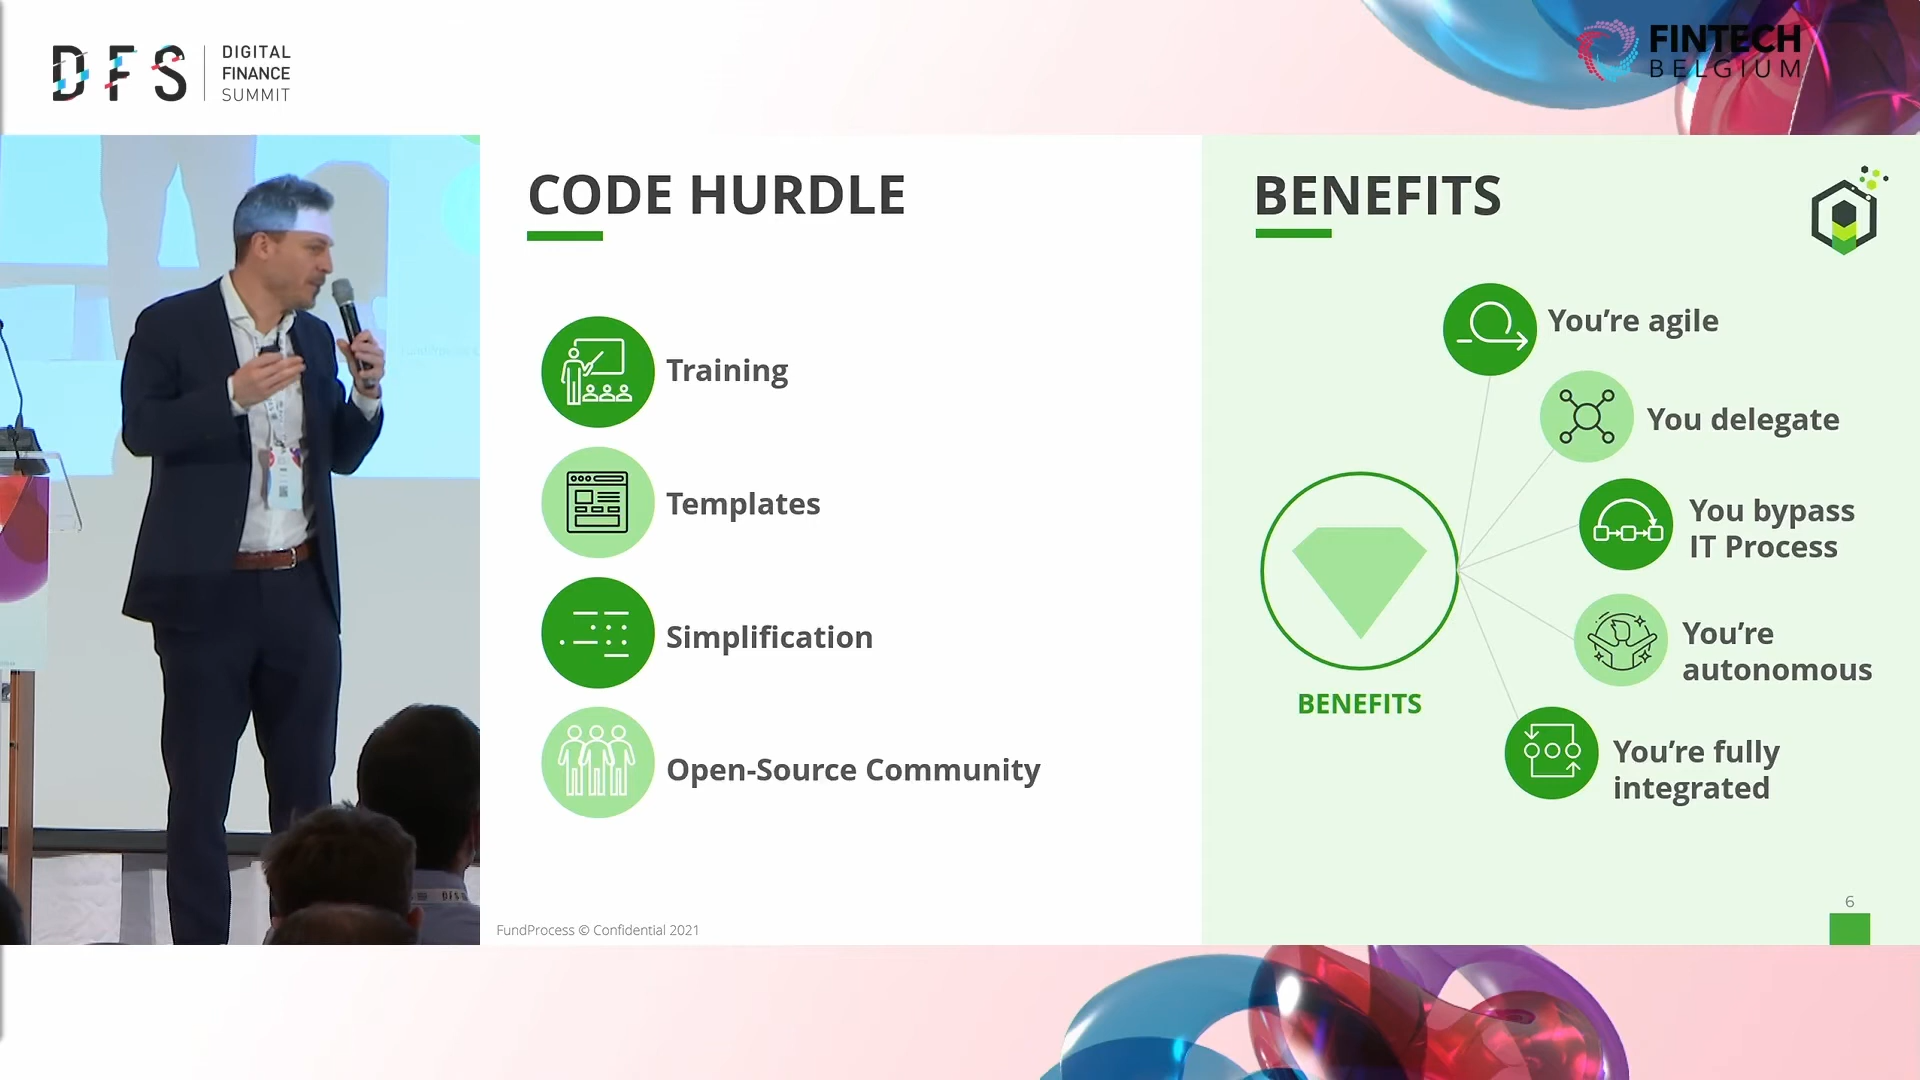 DFS
DIGITAL
FINANCE
SUMMIT
FINTECH
BELGIUM
CODE HURDLE
Training
Templates
Simplification
Open-Source Community
FundProcess © Confidential 2021
BENEFITS
You’re agile
You delegate
You bypass
IT Process
You’re
autonomous
You’re fully
integrated
BENEFITS
6